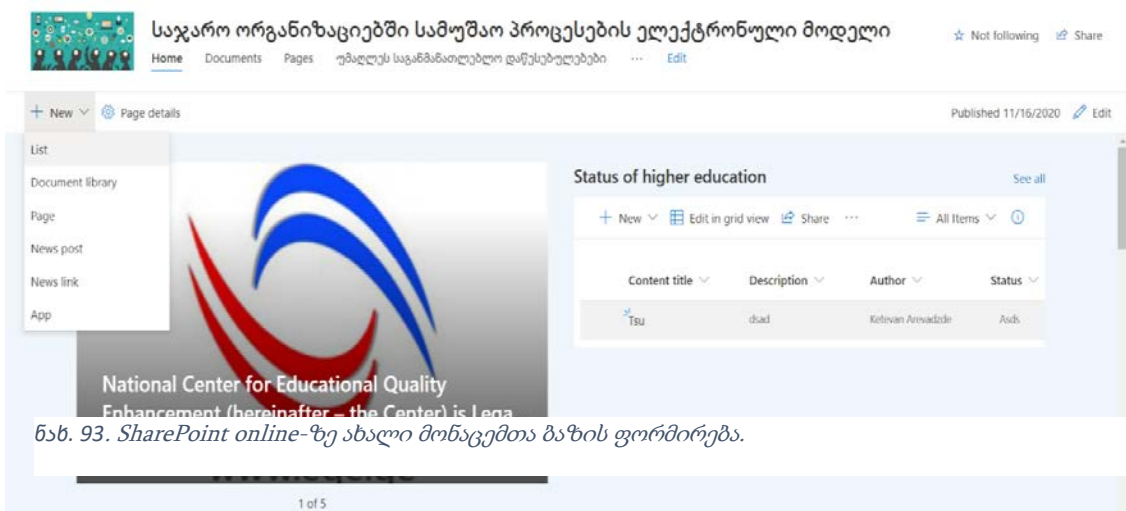 საჯარო ორგანიზაციებში სამუშაო პროცესების ელექტრონული მოდელი
Not following Share
Home Documents Pages უმაღლეს საგანმანათლებლო დაწესებულებები ... Edit
+ New Page details
Published 11/16/2020 Edit
List
Document library
Page
News post
News link
App
National Center for Educational Quality
Enhancement (hereinafter – the Center) is Lega
Status of higher education See all
+ New Edit in grid view Share ... All Items
Content title Description Author Status
Tsu dsad Ketevan Arevadzde Asds
ნახ. 93. SharePoint online-ზე ახალი მონაცემთა ბაზის ფორმირება.
1 of 5